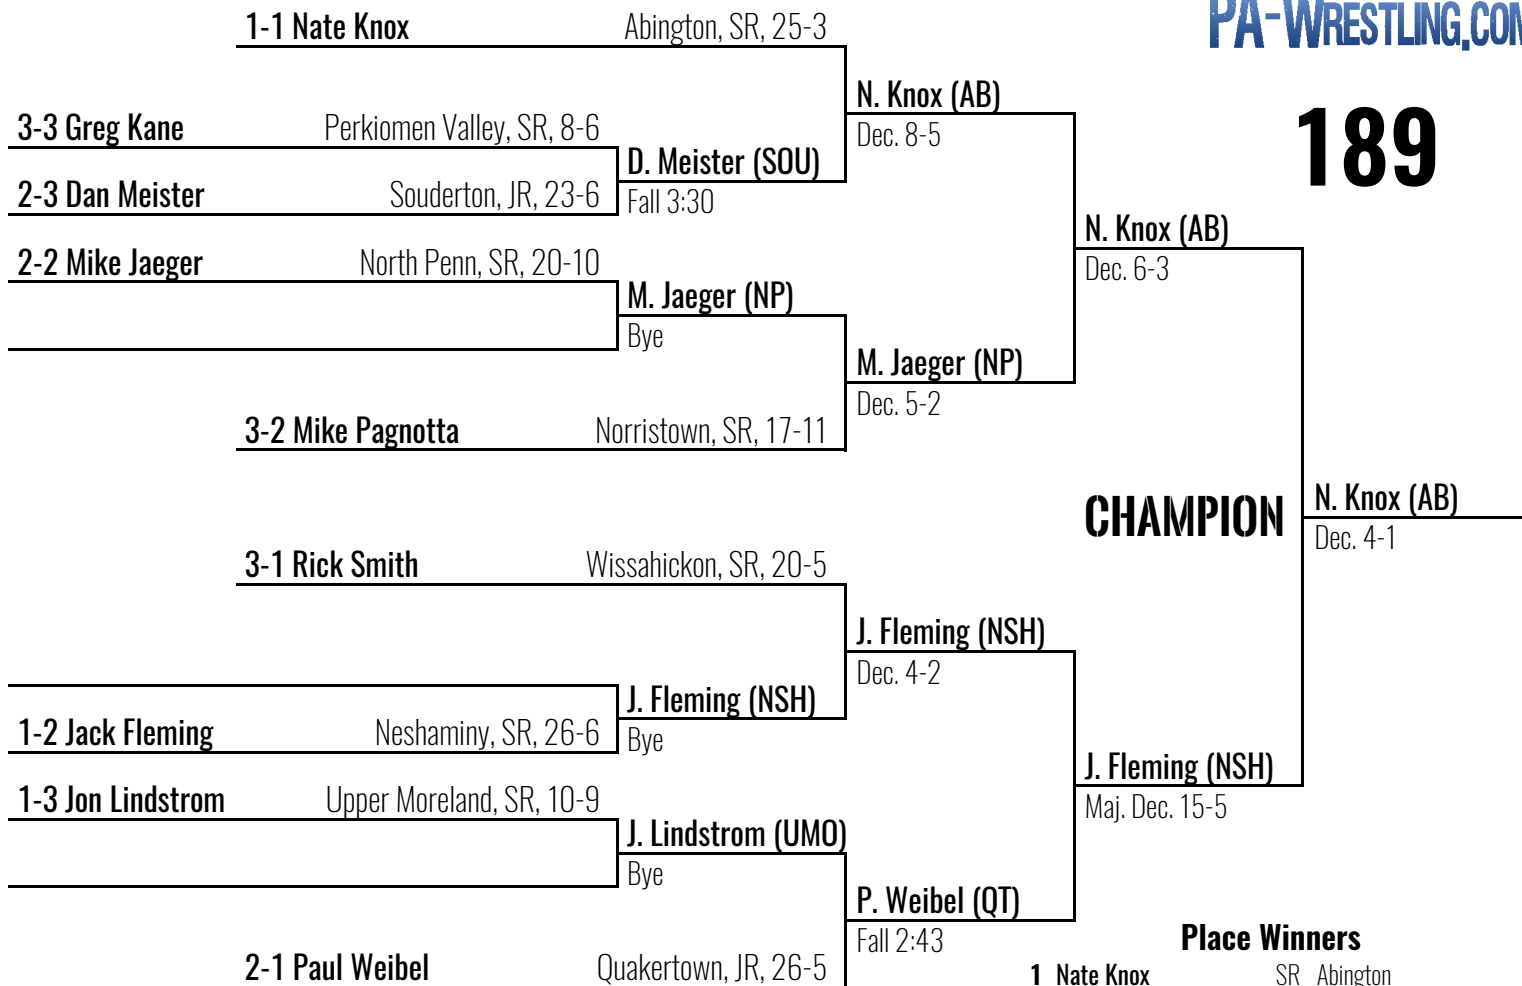 PA-WRESTLING.COM
189
1-1 Nate Knox Abington, SR, 25-3
N. Knox (AB)
Dec. 8-5
3-3 Greg Kane Perkiomen Valley, SR, 8-6
D. Meister (SOU)
Fall 3:30
2-3 Dan Meister Souderton, JR, 23-6
N. Knox (AB)
Dec. 6-3
2-2 Mike Jaeger North Penn, SR, 20-10
M. Jaeger (NP)
Bye
M. Jaeger (NP)
Dec. 5-2
3-2 Mike Pagnotta Norristown, SR, 17-11
CHAMPION
N. Knox (AB)
Dec. 4-1
3-1 Rick Smith Wissahickon, SR, 20-5
J. Fleming (NSH)
Dec. 4-2
J. Fleming (NSH)
Bye
1-2 Jack Fleming Neshaminy, SR, 26-6
J. Fleming (NSH)
Maj. Dec. 15-5
1-3 Jon Lindstrom Upper Moreland, SR, 10-9
J. Lindstrom (UMO)
Bye
P. Weibel (QT)
Fall 2:43
2-1 Paul Weibel Quakertown, JR, 26-5
Place Winners
1 Nate Knox SR Abington